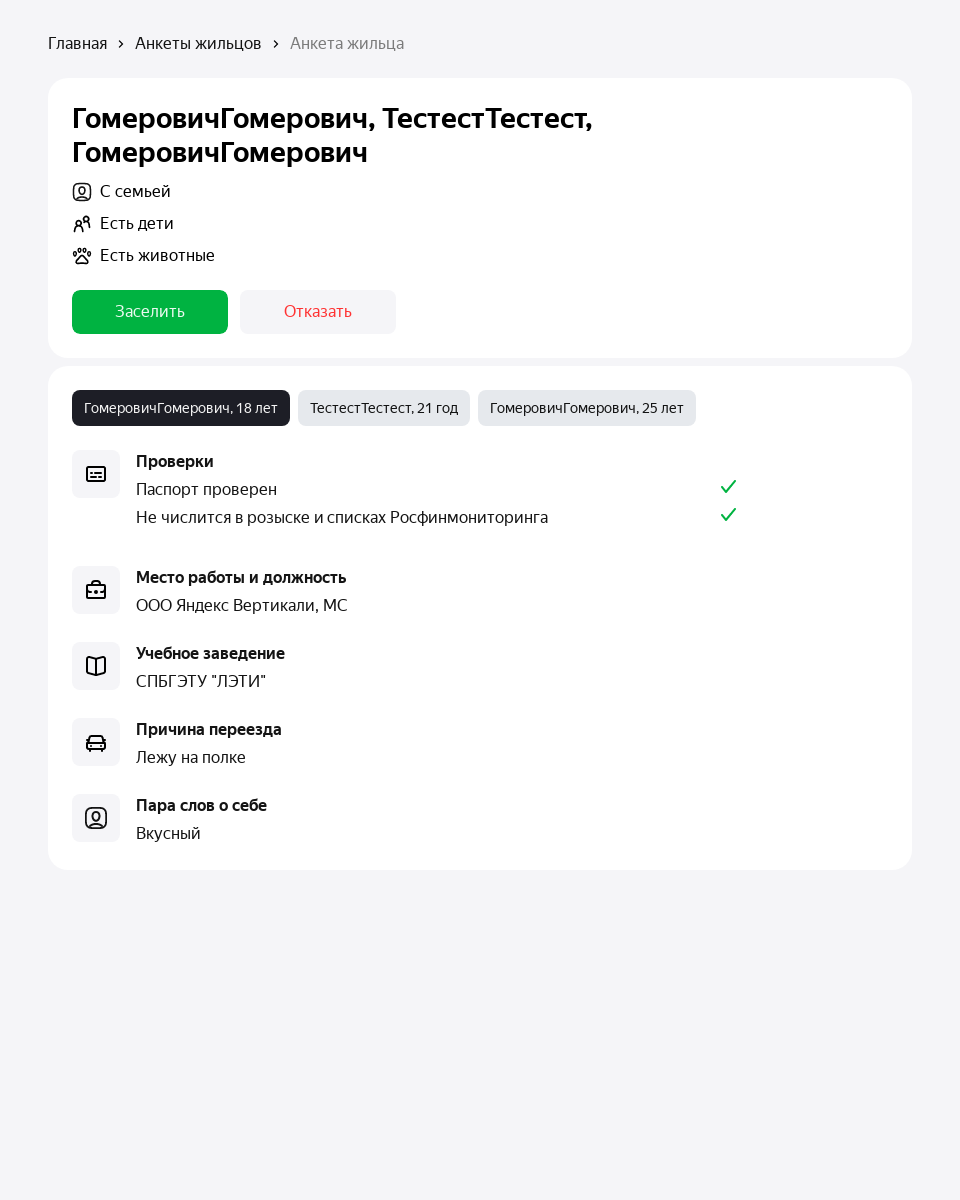 Главная
Анкеты жильцов
Анкета жильца
ГомеровичГомерович, ТестестТестест,
ГомеровичГомерович
С семьей
Есть дети
Есть животные
Заселить
Отказать
ГомеровичГомерович, 18 лет
ТестестТестест, 21 год
ГомеровичГомерович, 25 лет
Проверки
Паспорт проверен
Не числится в розыске и списках Росфинмониторинга
Место работы и должность
ООО Яндекс Вертикали, МС
Учебное заведение
СПБГЭТУ "ЛЭТИ"
Причина переезда
Лежу на полке
Пара слов о себе
Вкусный